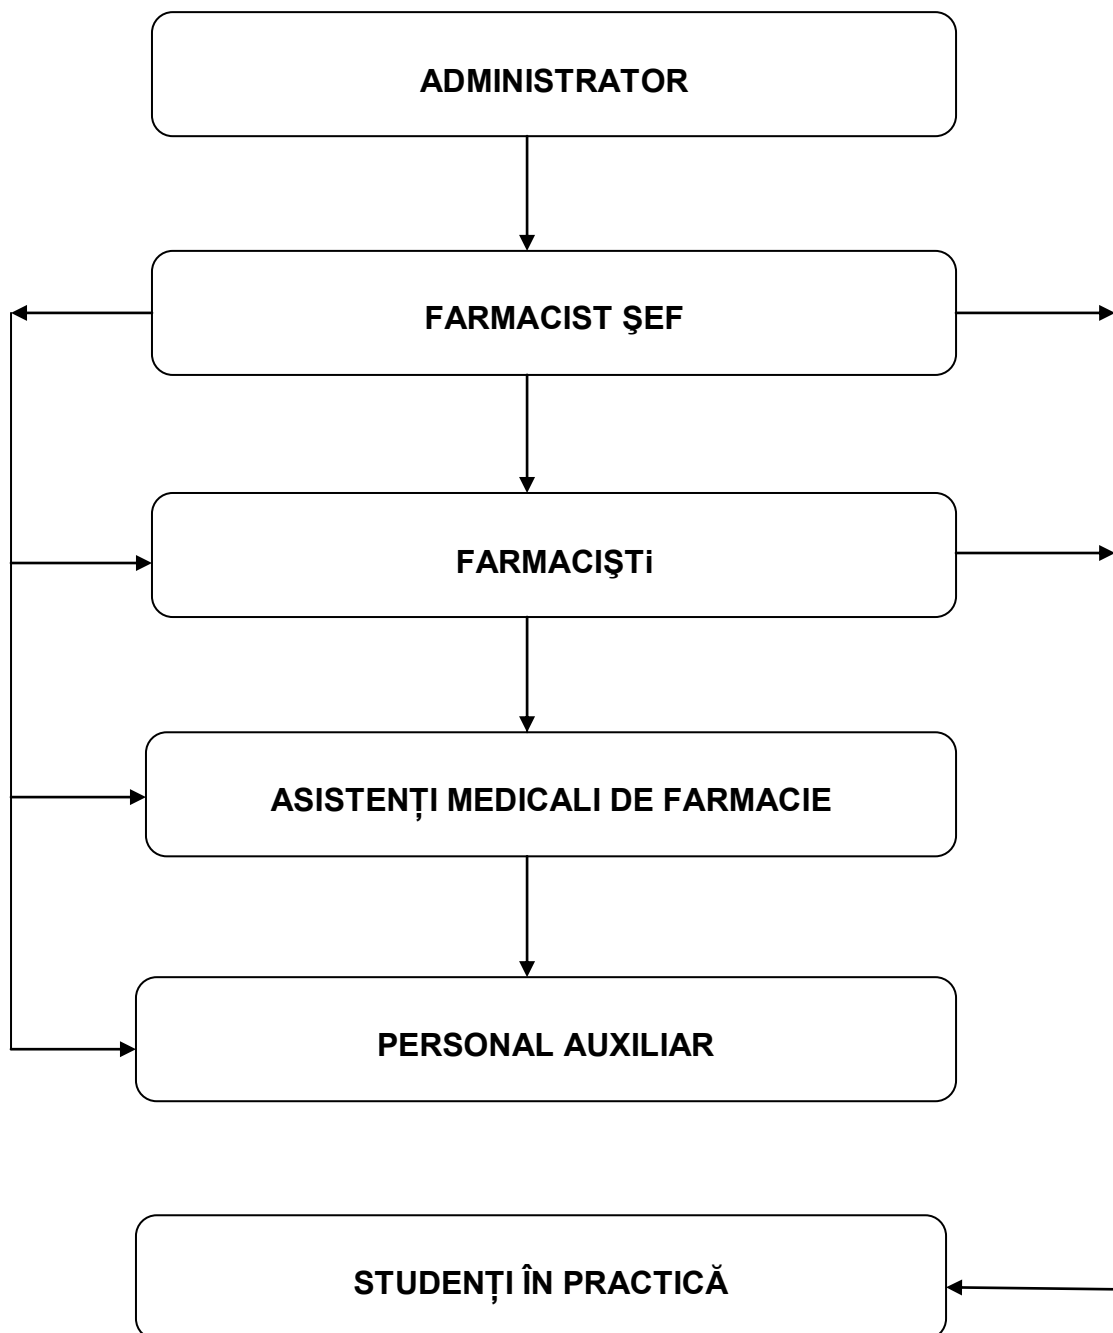 ADMINISTRATOR
FARMACIST ŞEF
FARMACIŞTi
ASISTENȚI MEDICALI DE FARMACIE
PERSONAL AUXILIAR
STUDENȚI ÎN PRACTICĂ